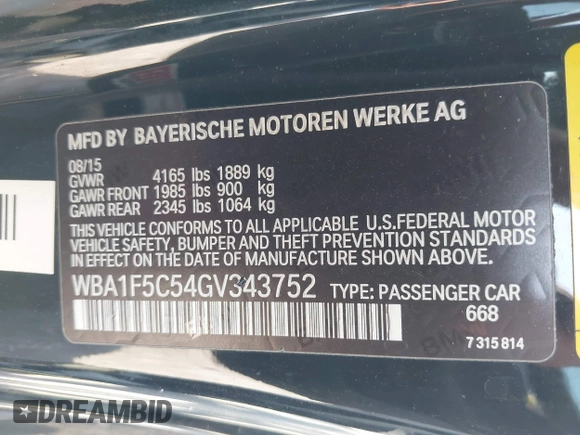 MFD BY BAYERISCHE MOTOREN WERKE AG
08/15
GVWR 4165 lbs 1889 kg
GAWR FRONT 1985 lbs 900 kg
GAWR REAR 2345 lbs 1064 kg
THIS VEHICLE CONFORMS TO ALL APPLICABLE U.S.FEDERAL MOTOR
VEHICLE SAFETY, BUMPER AND THEFT PREVENTION STANDARDS IN
EFFECT ON THE DATE OF MANUFACTURE SHOWN ABOVE.
WBA1F5C54GV343752 TYPE: PASSENGER CAR
668
7 315 814
DREAMBID